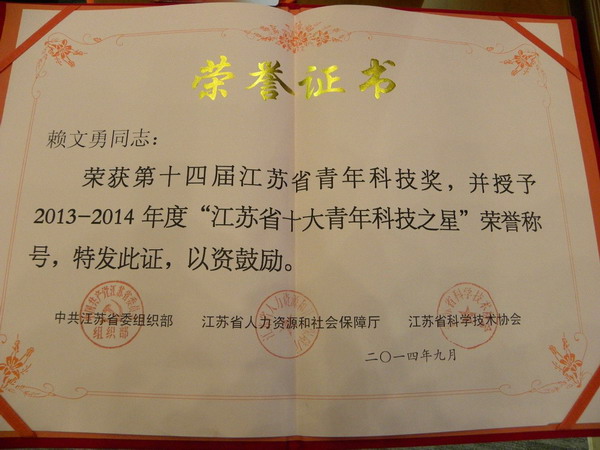 荣誉证书
赖文勇同志：
荣获第十四届江苏省青年科技奖，并授予
2013-2014 年度“江苏省十大青年科技之星”荣誉称
号，特发此证，以资鼓励。
中共江苏省委组织部 江苏省人力资源和社会保障厅 江苏省科学技术协会
组织部
二〇一四年九月